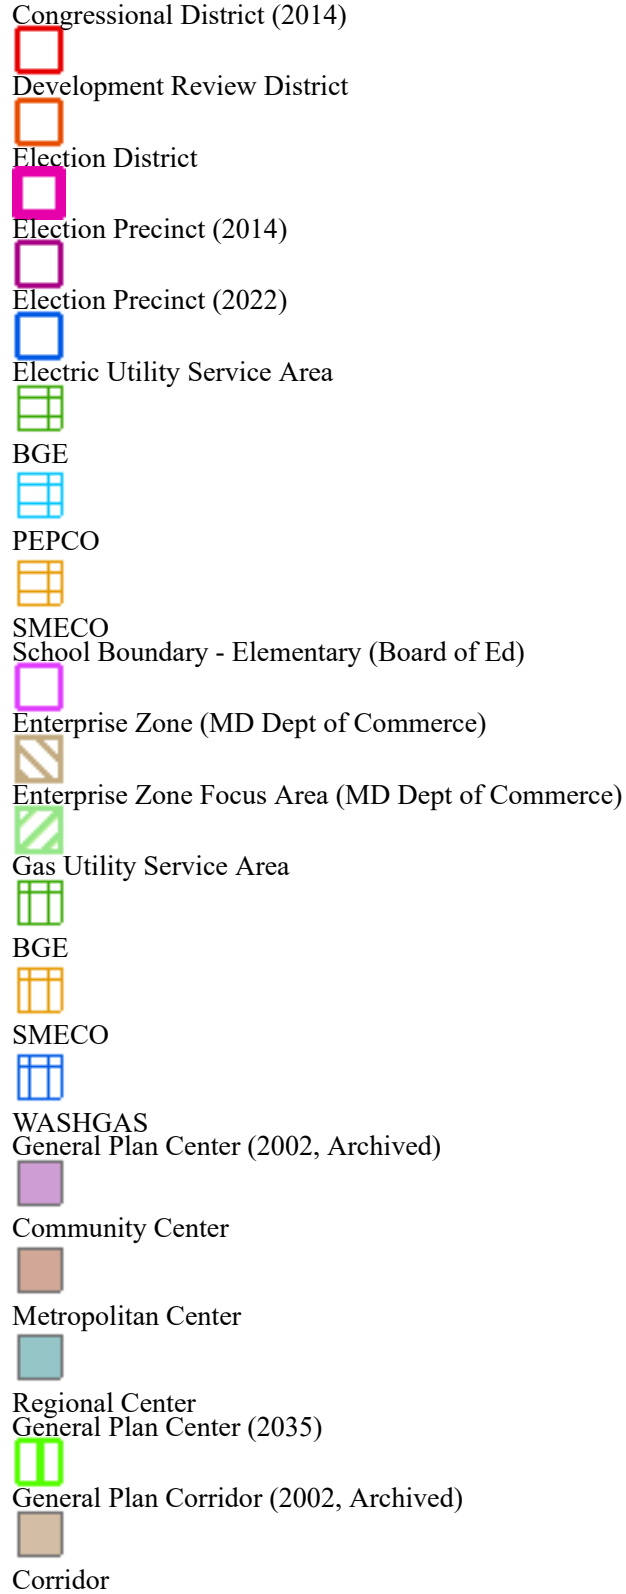 Congressional District (2014)
Development Review District
Election District
Election Precinct (2014)
Election Precinct (2022)
Electric Utility Service Area
BGE
PEPCO
SMECO
School Boundary - Elementary (Board of Ed)
Enterprise Zone (MD Dept of Commerce)
Enterprise Zone Focus Area (MD Dept of Commerce)
Gas Utility Service Area
BGE
SMECO
WASHGAS
General Plan Center (2002, Archived)
Community Center
Metropolitan Center
Regional Center
General Plan Center (2035)
General Plan Corridor (2002, Archived)
Corridor